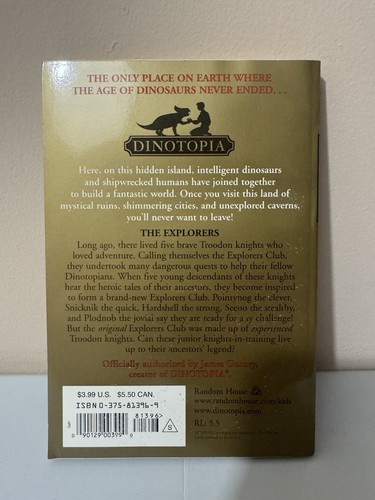 THE ONLY PLACE ON EARTH WHERE
THE AGE OF DINOSAURS NEVER ENDED. . .
DINOTOPIA
Here, on this hidden island, intelligent dinosaurs
and shipwrecked humans have joined together
to build a fantastic world. Once you visit this land of
mystical ruins, shimmering cities, and unexplored caverns,
you'll never want to leave!
THE EXPLORERS
Long ago, there lived five brave Troodon knights who
loved adventure. Calling themselves the Explorers Club,
they undertook many dangerous quests to help their fellow
Dinotopians. When five young descendants of these knights
hear the heroic tales of their ancestors, they become inspired
to form a brand-new Explorers Club. Pointynog the clever,
Snicknik the quick, Hardshell the strong, the stealthy,
and Plodnob the jovial say they are ready for any challenge!
But the original Explorers Club was made up of experienced
Troodon knights. Can these junior knights-in-training live
up to their ancestors' legend?
Officially authorized by James Gurney,
creator of DINOTOPIA®.
$3.99 U.S. $5.50 CAN.
ISBN 0-375-81396-9
81396>
0 90129 00399
S
Random House
www.randomhouse.com/kids
www.dinotopia.com
RL: 5.5